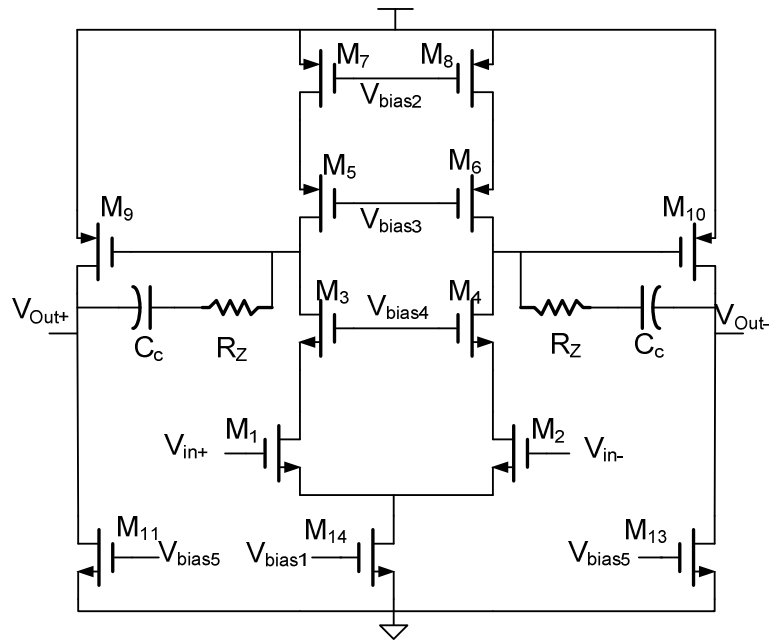 M7 M8
Vbias2
M5 M6
Vbias3
M9 M10
M3 Vbias4 M4
VOut+ Cc RZ RZ Cc VOut-
Vin+ M1 M2 Vin-
M11 Vbias5 Vbias1 M14 Vbias5 M13